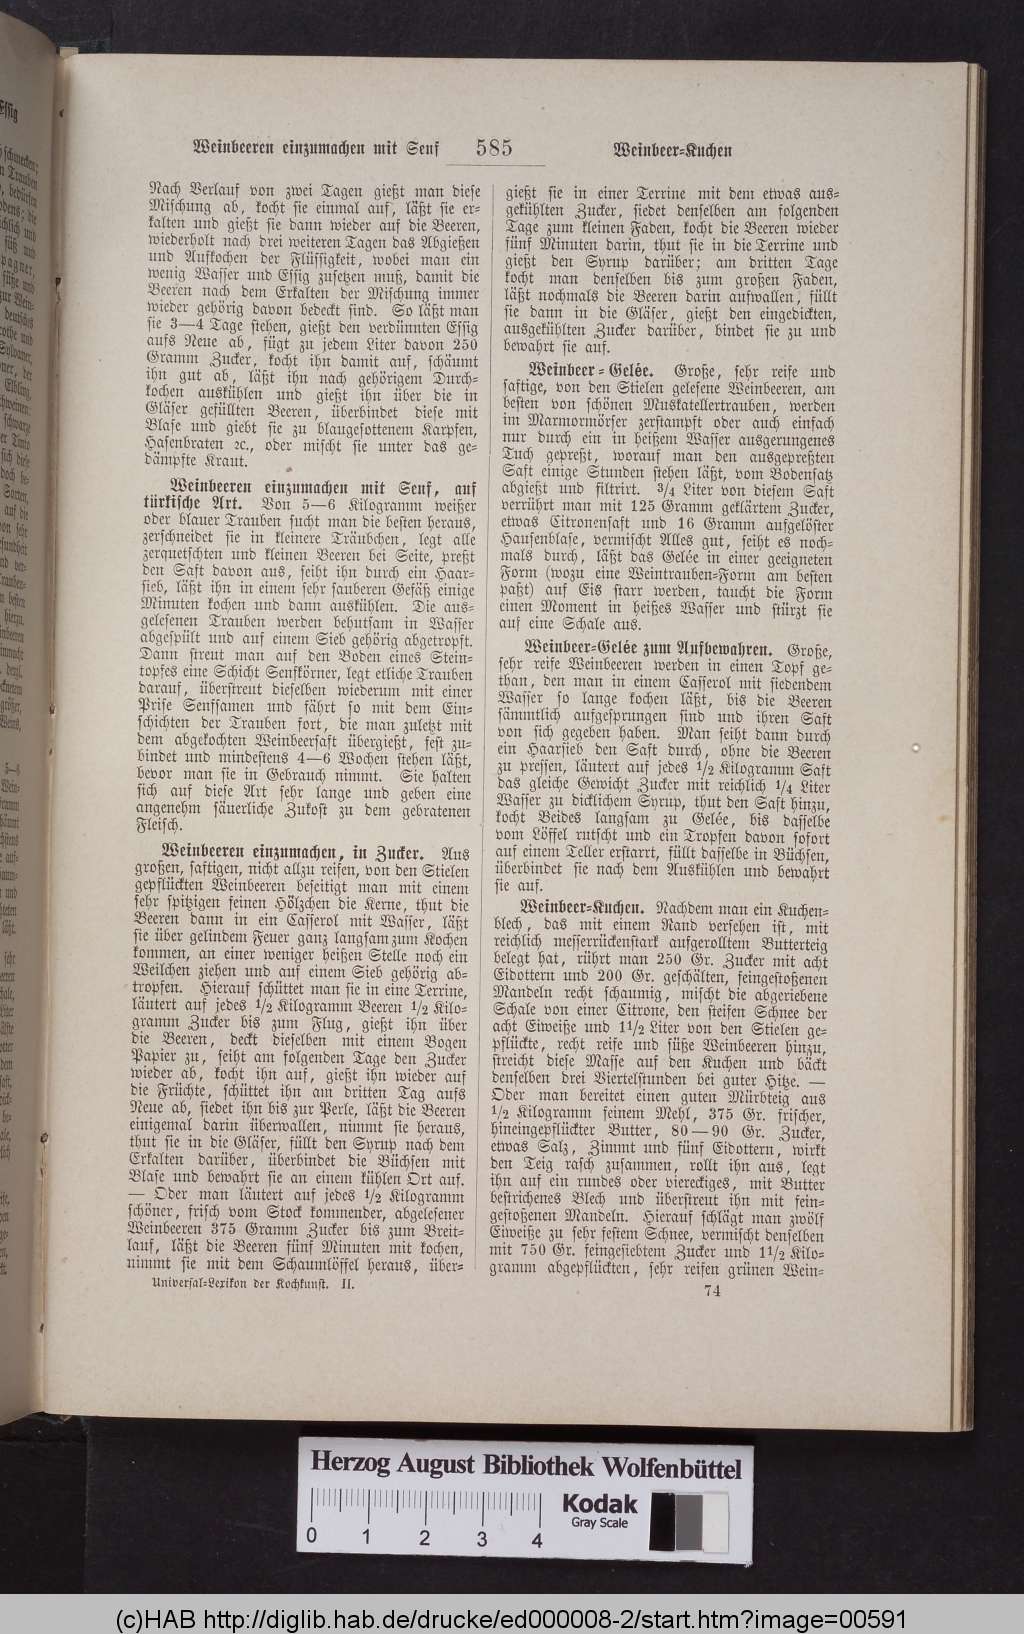 Weinbeeren einzumachen mit Senf 585 Weinbeer-Kuchen
Nach Verlauf von zwei Tagen gießt man diese
Mischung ab, kocht sie einmal auf, läßt sie er-
kalten und gießt sie dann wieder auf die Beeren,
wiederholt nach drei weiteren Tagen das Abgießen
und Aufkochen der Flüssigkeit, wobei man ein
wenig Wasser und Essig zusetzen muß, damit die
Beeren nach dem Erkalten der Mischung immer
wieder gehörig davon bedeckt sind. So läßt man
sie 3—4 Tage stehen, gießt den verdünnten Essig
aufs Neue ab, fügt zu jedem Liter davon 250
Gramm Zucker, kocht ihn damit auf, schäumt
ihn gut ab, läßt ihn nach gehörigem Durch-
kochen auskühlen und gießt ihn über die in
Gläser gefüllten Beeren, überbindet diese mit
Blase und giebt sie zu blaugesottenem Karpfen,
Hasenbraten ꝛc., oder mischt sie unter das ge-
dämpfte Kraut.
Weinbeeren einzumachen mit Senf, auf
türkische Art. Von 5—6 Kilogramm weißer
oder blauer Trauben sucht man die besten heraus,
zerschneidet sie in kleinere Träubchen, legt alle
zerquetschten und kleinen Beeren bei Seite, preßt
den Saft davon aus, seiht ihn durch ein Haar-
sieb, läßt ihn in einem sehr sauberen Gefäß einige
Minuten kochen und dann auskühlen. Die aus-
gelesenen Trauben werden behutsam in Wasser
abgespült und auf einem Sieb gehörig abgetropft.
Dann streut man auf den Boden eines Stein-
topfes eine Schicht Senfkörner, legt etliche Trauben
darauf, überstreut dieselben wiederum mit einer
Prise Senfsamen und fährt so mit dem Ein-
schichten der Trauben fort, die man zuletzt mit
dem abgekochten Weinbeersaft übergießt, fest zu-
bindet und mindestens 4—6 Wochen stehen läßt,
bevor man sie in Gebrauch nimmt. Sie halten
sich auf diese Art sehr lange und geben eine
angenehm säuerliche Zukost zu dem gebratenen
Fleisch.
Weinbeeren einzumachen, in Zucker. Aus
großen, saftigen, nicht allzu reifen, von den Stielen
gepflückten Weinbeeren beseitigt man mit einem
sehr spitzigen feinen Hölzchen die Kerne, thut die
Beeren dann in ein Casserol mit Wasser, läßt
sie über gelindem Feuer ganz langsam zum Kochen
kommen, an einer weniger heißen Stelle noch ein
Weilchen ziehen und auf einem Sieb gehörig ab-
tropfen. Hierauf schüttet man sie in eine Terrine,
läutert auf jedes 1/2 Kilogramm Beeren 1/2 Kilo-
gramm Zucker bis zum Flug, gießt ihn über
die Beeren, deckt dieselben mit einem Bogen
Papier zu, seiht am folgenden Tage den Zucker
wieder ab, kocht ihn auf, gießt ihn wieder auf
die Früchte, schüttet ihn am dritten Tag aufs
Neue ab, siedet ihn bis zur Perle, läßt die Beeren
einigemal darin überwallen, nimmt sie heraus,
thut sie in die Gläser, füllt den Syrup nach dem
Erkalten darüber, überbindet die Büchsen mit
Blase und bewahrt sie an einem kühlen Ort auf.
— Oder man läutert auf jedes 1/2 Kilogramm
schöner, frisch vom Stock kommender, abgelesener
Weinbeeren 375 Gramm Zucker bis zum Breit-
lauf, läßt die Beeren fünf Minuten mit kochen,
nimmt sie mit dem Schaumlöffel heraus, über-
gießt sie in einer Terrine mit dem etwas aus-
gekühlten Zucker, siedet denselben am folgenden
Tage zum kleinen Faden, kocht die Beeren wieder
fünf Minuten darin, thut sie in die Terrine und
gießt den Syrup darüber; am dritten Tage
kocht man denselben bis zum großen Faden,
läßt nochmals die Beeren darin aufwallen, füllt
sie dann in die Gläser, gießt den eingedickten,
ausgekühlten Zucker darüber, bindet sie zu und
bewahrt sie auf.
Weinbeer-Gelée. Große, sehr reife und
saftige, von den Stielen gelesene Weinbeeren, am
besten von schönen Muskatellertrauben, werden
im Marmormörser zerstampft oder auch einfach
nur durch ein in heißem Wasser ausgerungenes
Tuch gepreßt, worauf man den ausgepreßten
Saft einige Stunden stehen läßt, vom Bodensatz
abgießt und filtrirt. 3/4 Liter von diesem Saft
verrührt man mit 125 Gramm geklärtem Zucker,
etwas Citronensaft und 16 Gramm aufgelöster
Hausenblase, vermischt Alles gut, seiht es noch-
mals durch, läßt das Gelée in einer geeigneten
Form (wozu eine Weintrauben-Form am besten
paßt) auf Eis starr werden, taucht die Form
einen Moment in heißes Wasser und stürzt sie
auf eine Schale aus.
Weinbeer-Gelée zum Aufbewahren. Große,
sehr reife Weinbeeren werden in einen Topf ge-
than, den man in einem Casserol mit siedendem
Wasser so lange kochen läßt, bis die Beeren
sämmtlich aufgesprungen sind und ihren Saft
von sich gegeben haben. Man seiht dann durch
ein Haarsieb den Saft durch, ohne die Beeren
zu pressen, läutert auf jedes 1/2 Kilogramm Saft
das gleiche Gewicht Zucker mit reichlich 1/4 Liter
Wasser zu dicklichem Syrup, thut den Saft hinzu,
kocht Beides langsam zu Gelée, bis dasselbe
vom Löffel rutscht und ein Tropfen davon sofort
auf einem Teller erstarrt, füllt dasselbe in Büchsen,
überbindet sie nach dem Auskühlen und bewahrt
sie auf.
Weinbeer-Kuchen. Nachdem man ein Kuchen-
blech, das mit einem Rand versehen ist, mit
reichlich messerrückenstark aufgerolltem Butterteig
belegt hat, rührt man 250 Gr. Zucker mit acht
Eidottern und 200 Gr. geschälten, feingestoßenen
Mandeln recht schaumig, mischt die abgeriebene
Schale von einer Citrone, den steifen Schnee der
acht Eiweiße und 1 1/2 Liter von den Stielen ge-
pflückte, recht reife und süße Weinbeeren hinzu,
streicht diese Masse auf den Kuchen und bäckt
denselben drei Viertelstunden bei guter Hitze. —
Oder man bereitet einen guten Mürbteig aus
1/2 Kilogramm feinem Mehl, 375 Gr. frischer,
hineingepflückter Butter, 80—90 Gr. Zucker,
etwas Salz, Zimmt und fünf Eidottern, wirkt
den Teig rasch zusammen, rollt ihn aus, legt
ihn auf ein rundes oder viereckiges, mit Butter
bestrichenes Blech und überstreut ihn mit fein-
gestoßenen Mandeln. Hierauf schlägt man zwölf
Eiweiße zu sehr festem Schnee, vermischt denselben
mit 750 Gr. feingesiebtem Zucker und 1 1/2 Kilo-
gramm abgepflückten, sehr reifen grünen Wein-
Universal-Lexikon der Kochkunst. II.
74
Herzog August Bibliothek Wolfenbüttel
0 1 2 3 4
Kodak
Gray Scale
(c)HAB http://diglib.hab.de/drucke/ed000008-2/start.htm?image=00591